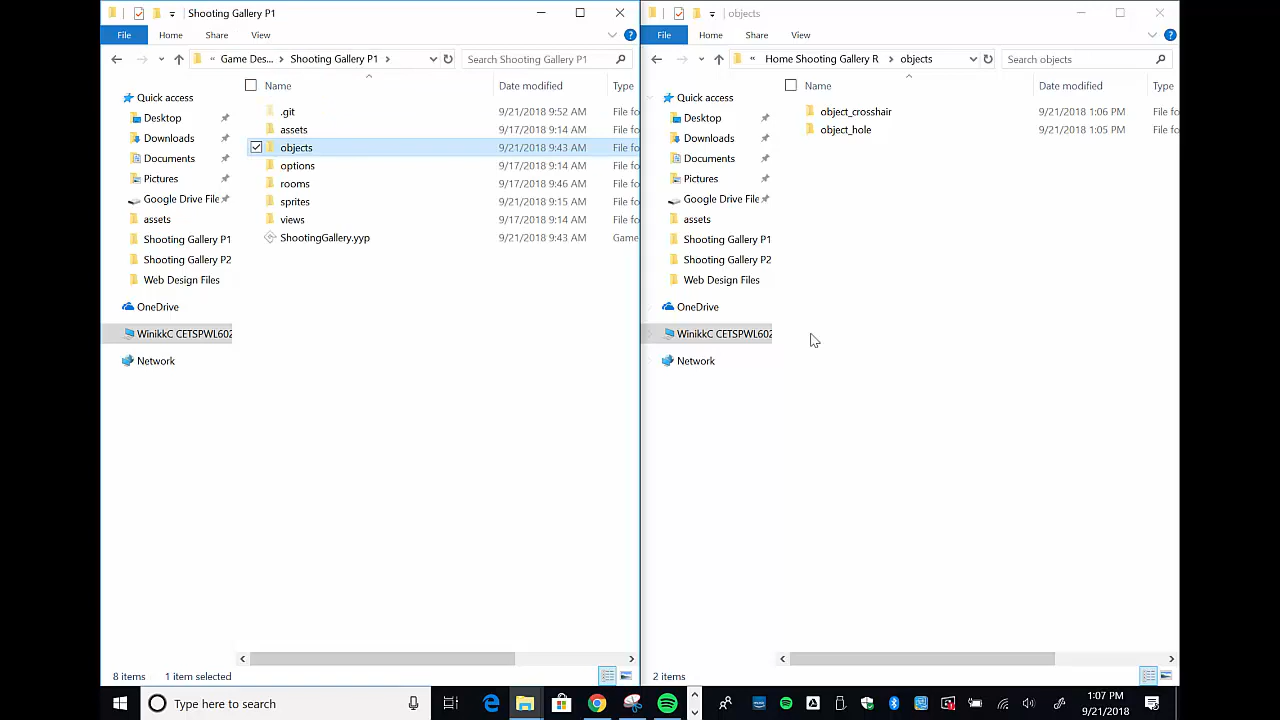 Shooting Gallery P1
File Home Share View
« Game Des... > Shooting Gallery P1 > Search Shooting Gallery P1
Name Date modified Type
Quick access
Desktop
Downloads
Documents
Pictures
Google Drive File
assets
Shooting Gallery P1
Shooting Gallery P2
Web Design Files
OneDrive
WinikkC CETSPWL602
Network
.git 9/21/2018 9:52 AM File fo
assets 9/17/2018 9:14 AM File fo
objects 9/21/2018 9:43 AM File fo
options 9/17/2018 9:14 AM File fo
rooms 9/17/2018 9:46 AM File fo
sprites 9/21/2018 9:15 AM File fo
views 9/17/2018 9:14 AM File fo
ShootingGallery.yyp 9/21/2018 9:43 AM Game
8 items 1 item selected
objects
File Home Share View
« Home Shooting Gallery R > objects Search objects
Name Date modified Type
Quick access
Desktop
Downloads
Documents
Pictures
Google Drive File
assets
Shooting Gallery P1
Shooting Gallery P2
Web Design Files
OneDrive
WinikkC CETSPWL602
Network
object_crosshair 9/21/2018 1:06 PM File fo
object_hole 9/21/2018 1:05 PM File fo
2 items
Type here to search
1:07 PM
9/21/2018